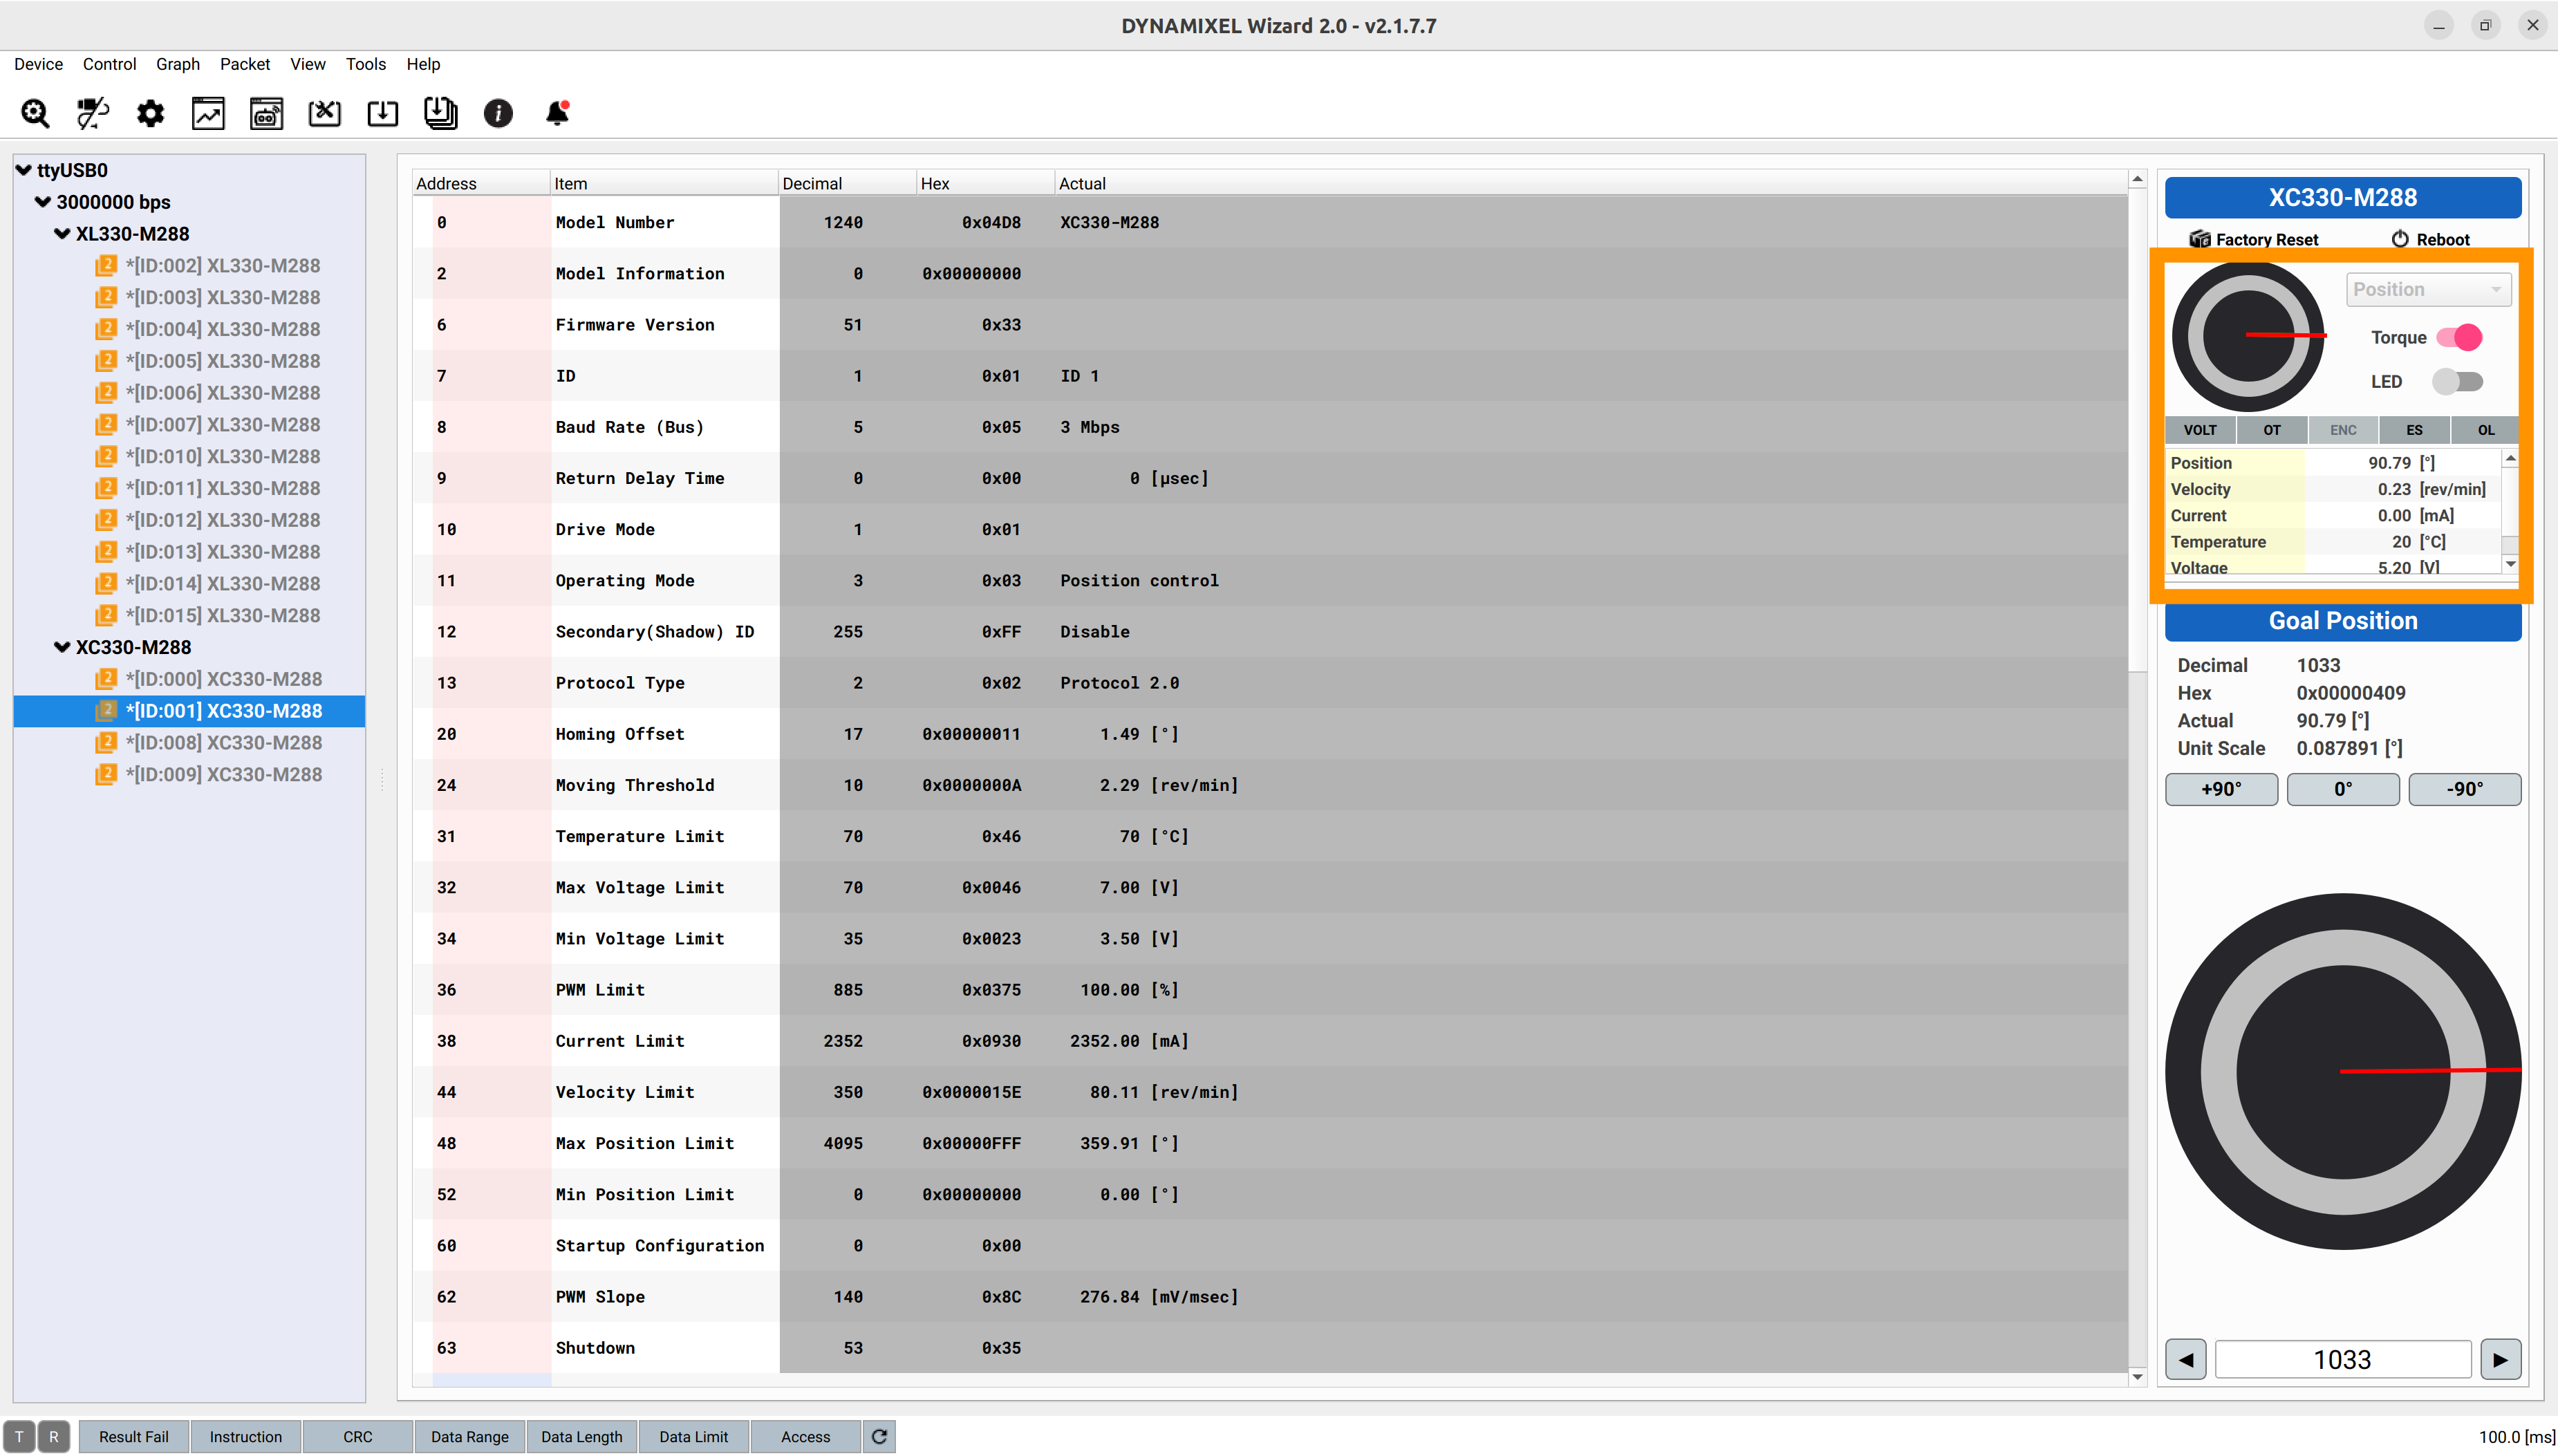 DYNAMIXEL Wizard 2.0 - v2.1.7.7
Device Control Graph Packet View Tools Help
ttyUSB0
3000000 bps
XL330-M288
2 *[ID:002] XL330-M288
2 *[ID:003] XL330-M288
2 *[ID:004] XL330-M288
2 *[ID:005] XL330-M288
2 *[ID:006] XL330-M288
2 *[ID:007] XL330-M288
2 *[ID:010] XL330-M288
2 *[ID:011] XL330-M288
2 *[ID:012] XL330-M288
2 *[ID:013] XL330-M288
2 *[ID:014] XL330-M288
2 *[ID:015] XL330-M288
XC330-M288
2 *[ID:000] XC330-M288
2 *[ID:001] XC330-M288
2 *[ID:008] XC330-M288
2 *[ID:009] XC330-M288
Address Item Decimal Hex Actual
0 Model Number 1240 0x04D8 XC330-M288
2 Model Information 0 0x00000000
6 Firmware Version 51 0x33
7 ID 1 0x01 ID 1
8 Baud Rate (Bus) 5 0x05 3 Mbps
9 Return Delay Time 0 0x00 0 [µsec]
10 Drive Mode 1 0x01
11 Operating Mode 3 0x03 Position control
12 Secondary(Shadow) ID 255 0xFF Disable
13 Protocol Type 2 0x02 Protocol 2.0
20 Homing Offset 17 0x00000011 1.49 [°]
24 Moving Threshold 10 0x0000000A 2.29 [rev/min]
31 Temperature Limit 70 0x46 70 [°C]
32 Max Voltage Limit 70 0x0046 7.00 [V]
34 Min Voltage Limit 35 0x0023 3.50 [V]
36 PWM Limit 885 0x0375 100.00 [%]
38 Current Limit 2352 0x0930 2352.00 [mA]
44 Velocity Limit 350 0x0000015E 80.11 [rev/min]
48 Max Position Limit 4095 0x00000FFF 359.91 [°]
52 Min Position Limit 0 0x00000000 0.00 [°]
60 Startup Configuration 0 0x00
62 PWM Slope 140 0x8C 276.84 [mV/msec]
63 Shutdown 53 0x35
XC330-M288
Factory Reset Reboot
Position
Torque
LED
VOLT OT ENC ES OL
Position 90.79 [°]
Velocity 0.23 [rev/min]
Current 0.00 [mA]
Temperature 20 [°C]
Voltage 5.20 [V]
Goal Position
Decimal 1033
Hex 0x00000409
Actual 90.79 [°]
Unit Scale 0.087891 [°]
+90° 0° -90°
1033
T R Result Fail Instruction CRC Data Range Data Length Data Limit Access 100.0 [ms]